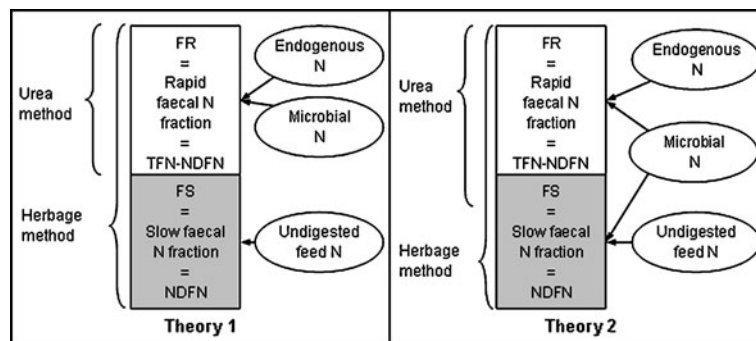 FR
=
Rapid
faecal N
fraction
=
TFN-NDFN
FS
=
Slow faecal
N fraction
=
NDFN
Urea
method
Herbage
method
Endogenous
N
Microbial
N
Undigested
feed N
Theory 1
FR
=
Rapid
faecal N
fraction
=
TFN-NDFN
FS
=
Slow faecal
N fraction
=
NDFN
Urea
method
Herbage
method
Endogenous
N
Microbial
N
Undigested
feed N
Theory 2